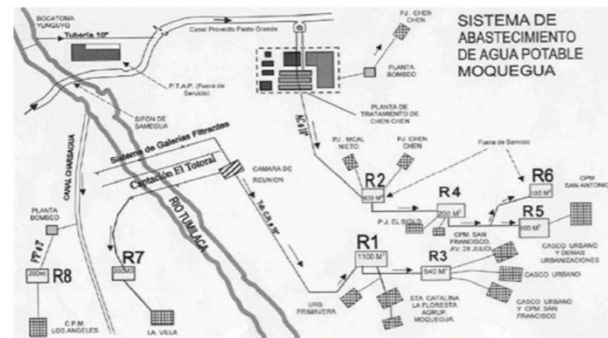 SISTEMA DE
ABASTECIMIENTO
DE AGUA POTABLE
MOQUEGUA
BOCATOMA
YUNGUYO
Tubería 10"
Canal Proyecto Pasto Grande
PJ. CHEN
CHEN
PLANTA
BOMBEO
P.T.A.P. (Fuera de
Servicio)
PLANTA DE
TRATAMIENTO DE
CHEN CHEN
SIFÓN DE
SAMEGUA
CANAL CHARSAGUA
Sistema de Galerías Filtrantes
Captación El Totoral
CAMARA DE
REUNION
RIO TUMILACA
PJ. MCAL
NIETO
PJ. CHEN
CHEN
Fuera de Servicio
R2
R4
200 M³
R6
100 M³
CPM
SAN ANTONIO
R5
P.J. EL SIGLO
CPM. SAN
FRANCISCO.
AV. 28 JULIO.
PLANTA
BOMBEO
R8
R7
R1
1100 M³
R3
540 M³
CASCO URBANO
Y DEMAS
URBANIZACIONES
CASCO URBANO
CASCO URBANO
Y CPM. SAN
FRANCISCO
URB.
PRIMAVERA
STA. CATALINA
LA FLORESTA
AGRUP.
MOQUEGUA.
C.P.M.
LOS ANGELES
LA. VILLA